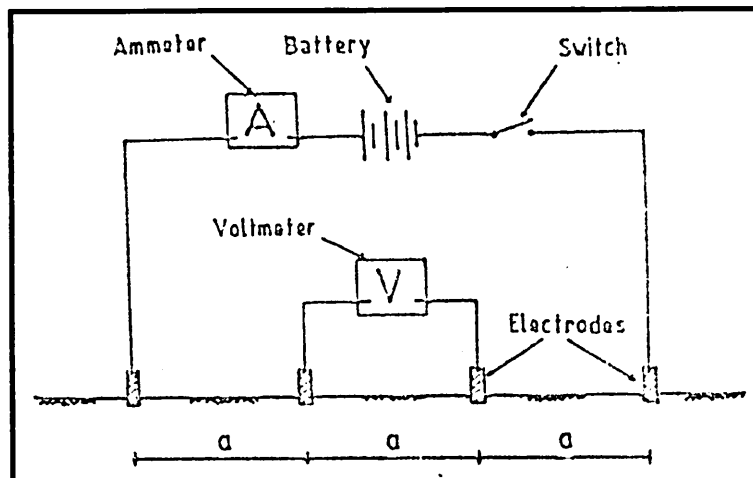 Ammeter Battery Switch
A
Voltmeter
V
Electrodes
a a a